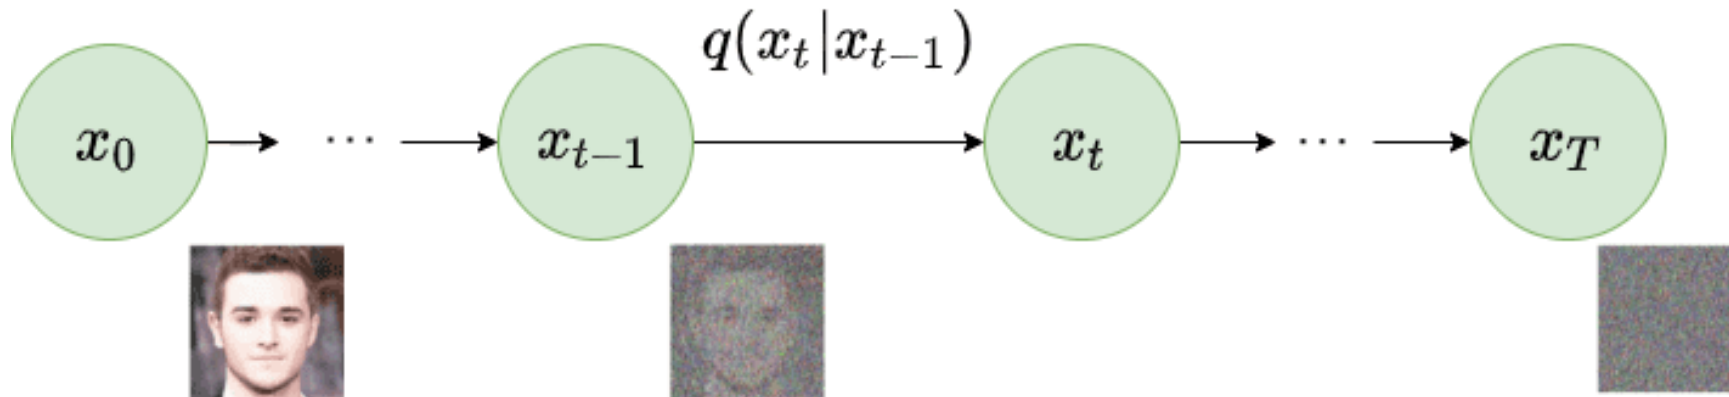 q(x_t|x_{t-1})
x_0 ··· x_{t-1} x_t ··· x_T